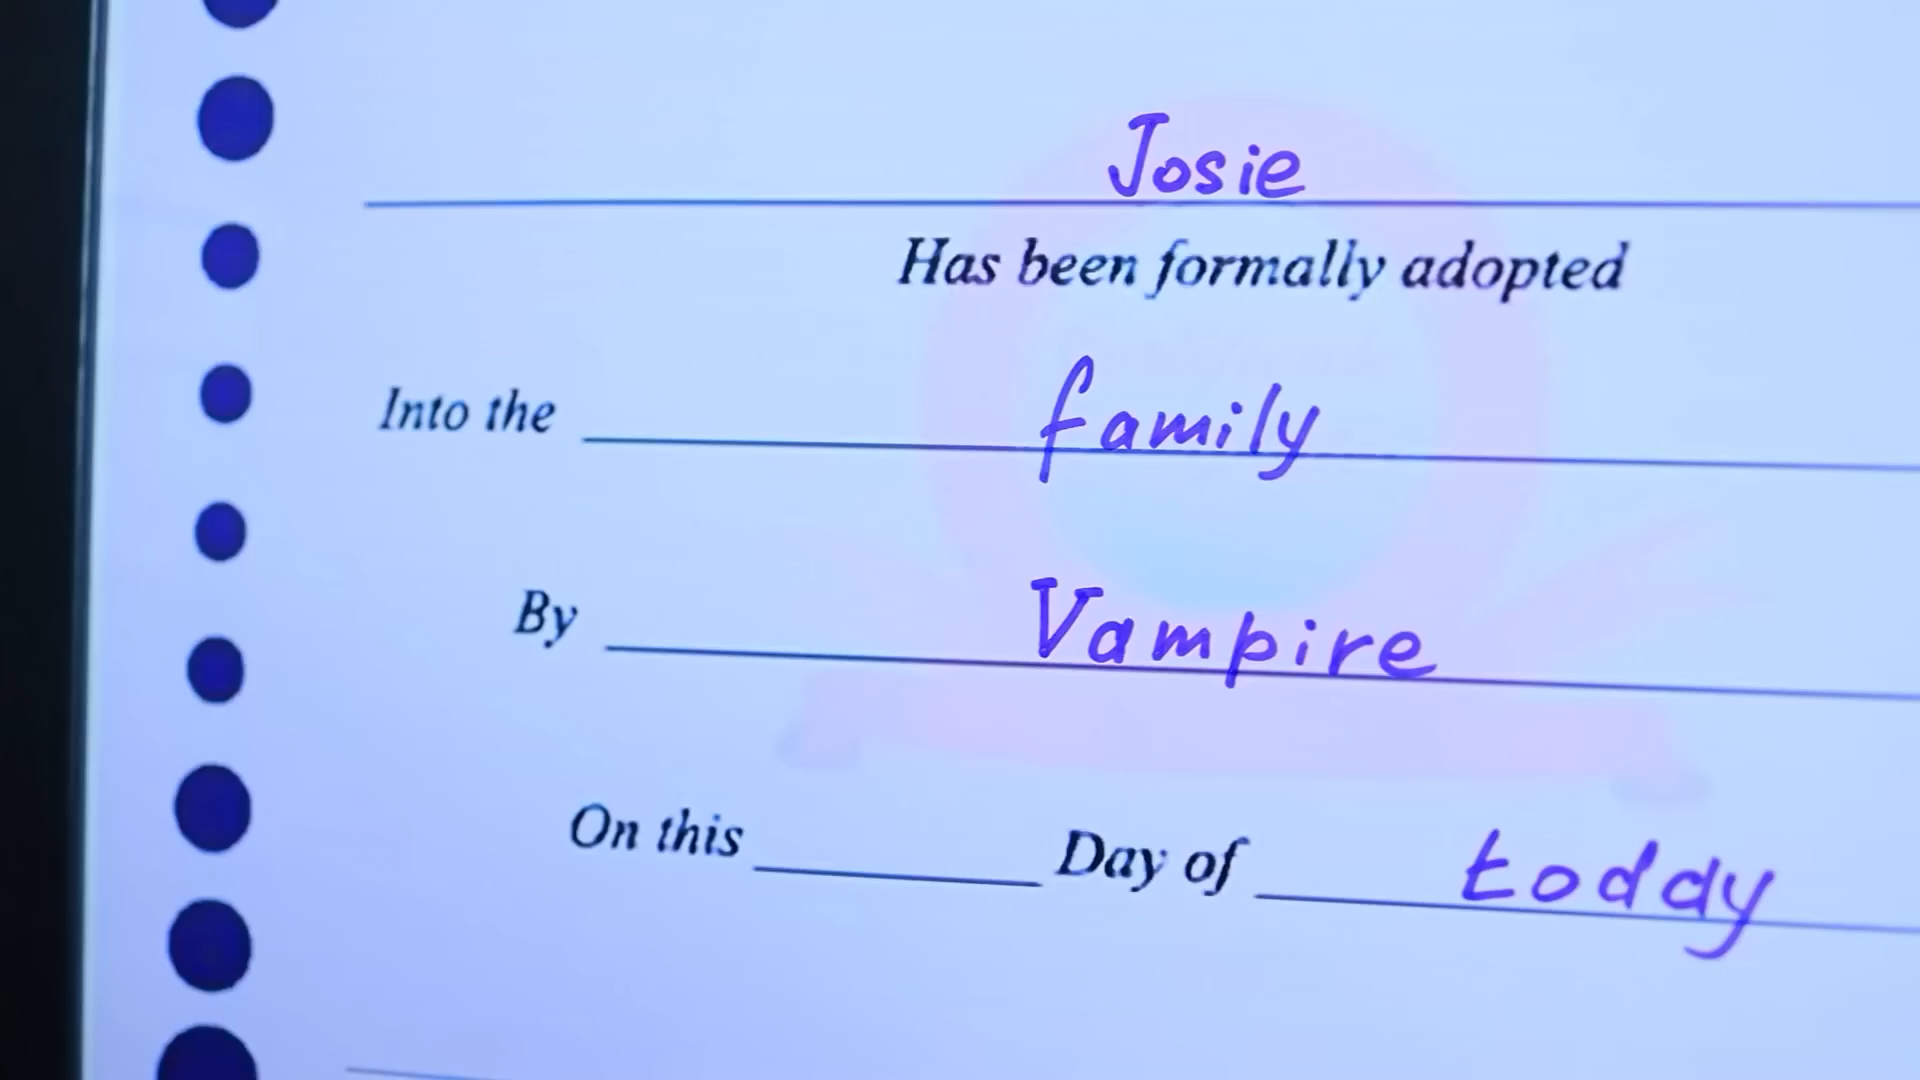 Josie
Has been formally adopted
Into the family
By Vampire
On this Day of today